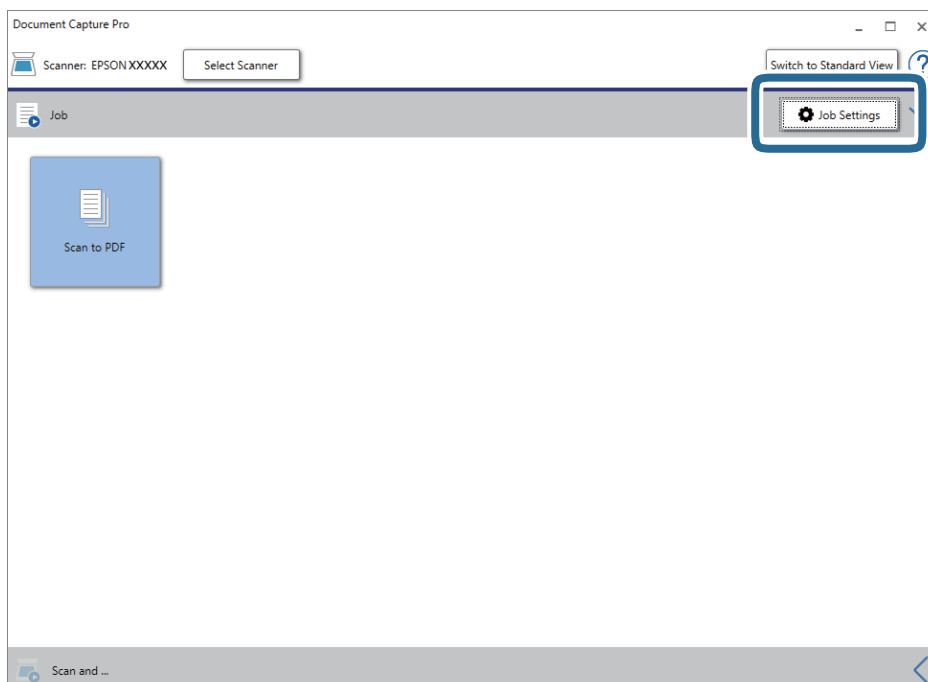 Document Capture Pro
Scanner: EPSON XXXXX
Select Scanner
Switch to Standard View
?
Job
Job Settings
Scan to PDF
Scan and ...